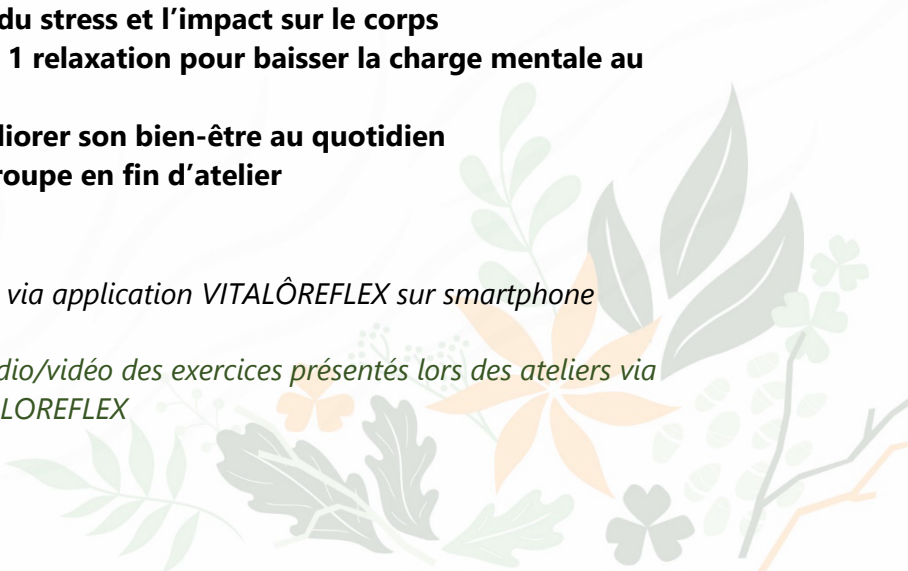 du stress et l’impact sur le corps
1 relaxation pour baisser la charge mentale au
liorer son bien-être au quotidien
roupe en fin d’atelier
via application VITALÔREFLEX sur smartphone
dio/vidéo des exercices présentés lors des ateliers via
LOREFLEX